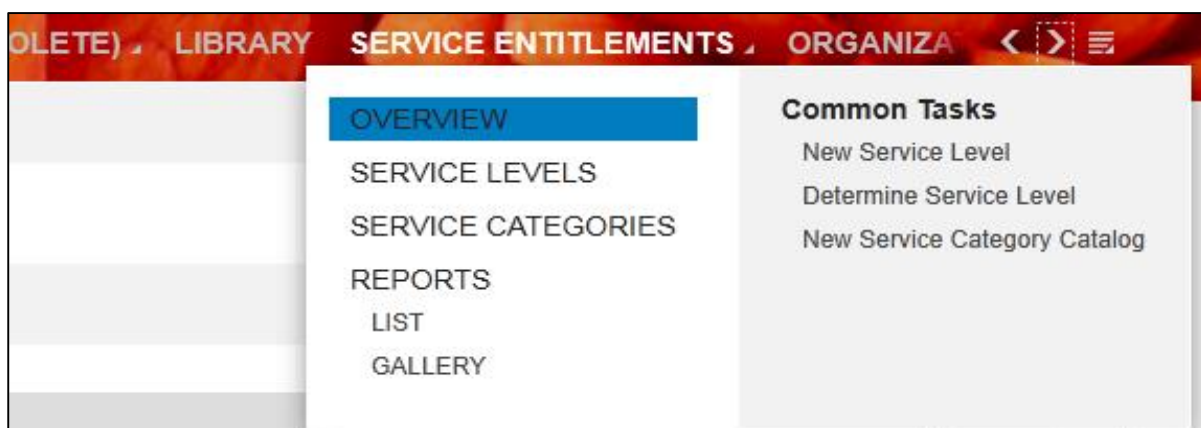 OLETE) LIBRARY SERVICE ENTITLEMENTS ORGANIZA
OVERVIEW
SERVICE LEVELS
SERVICE CATEGORIES
REPORTS
LIST
GALLERY
Common Tasks
New Service Level
Determine Service Level
New Service Category Catalog